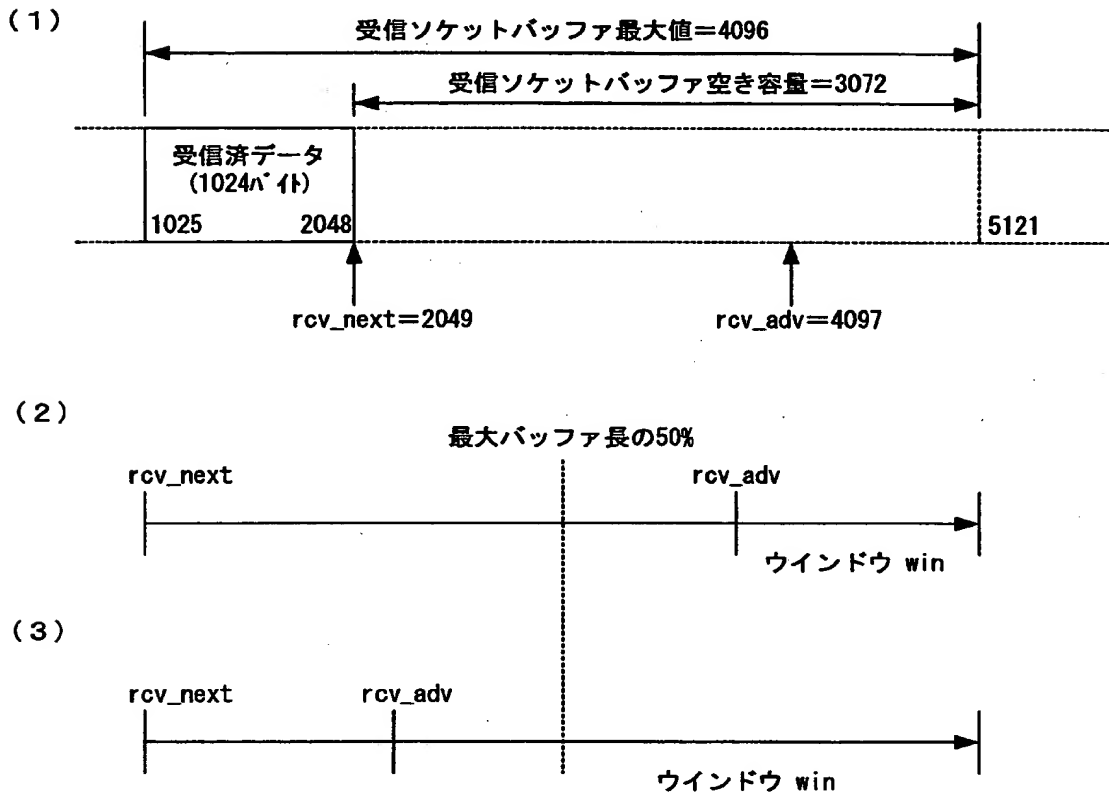 (1)
受信ソケットバッファ最大値=4096
受信ソケットバッファ空き容量=3072
受信済データ
(1024バイト)
1025 2048
5121
rcv_next=2049
rcv_adv=4097
(2)
最大バッファ長の50%
rcv_next
rcv_adv
ウインドウ win
(3)
rcv_next
rcv_adv
ウインドウ win